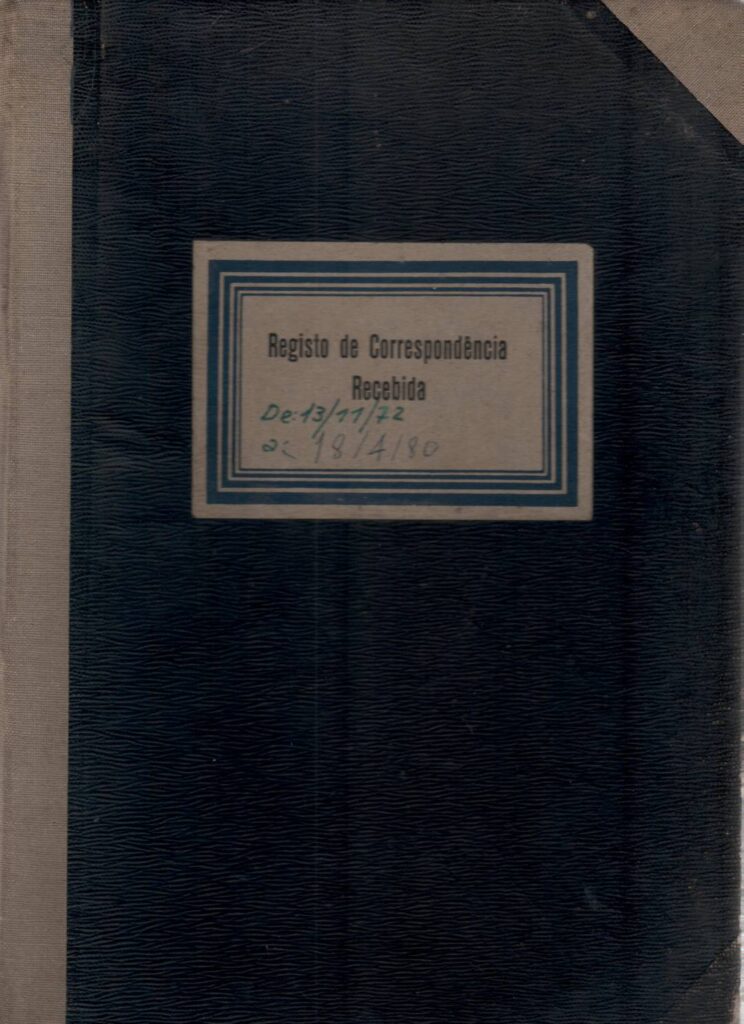 Registo de Correspondência
Recebida
De: 13/11/72
a: 18/4/80